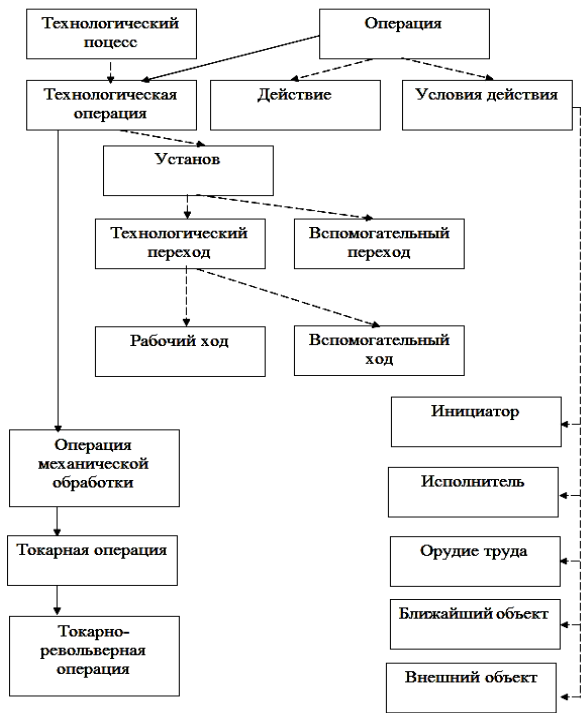 Технологический
поцесс
Операция
Технологическая
операция
Действие
Условия действия
Установ
Технологический
переход
Вспомогательный
переход
Рабочий ход
Вспомогательный
ход
Инициатор
Операция
механической
обработки
Исполнитель
Токарная операция
Орудие труда
Ближайший объект
Токарно-
револьверная
операция
Внешний объект